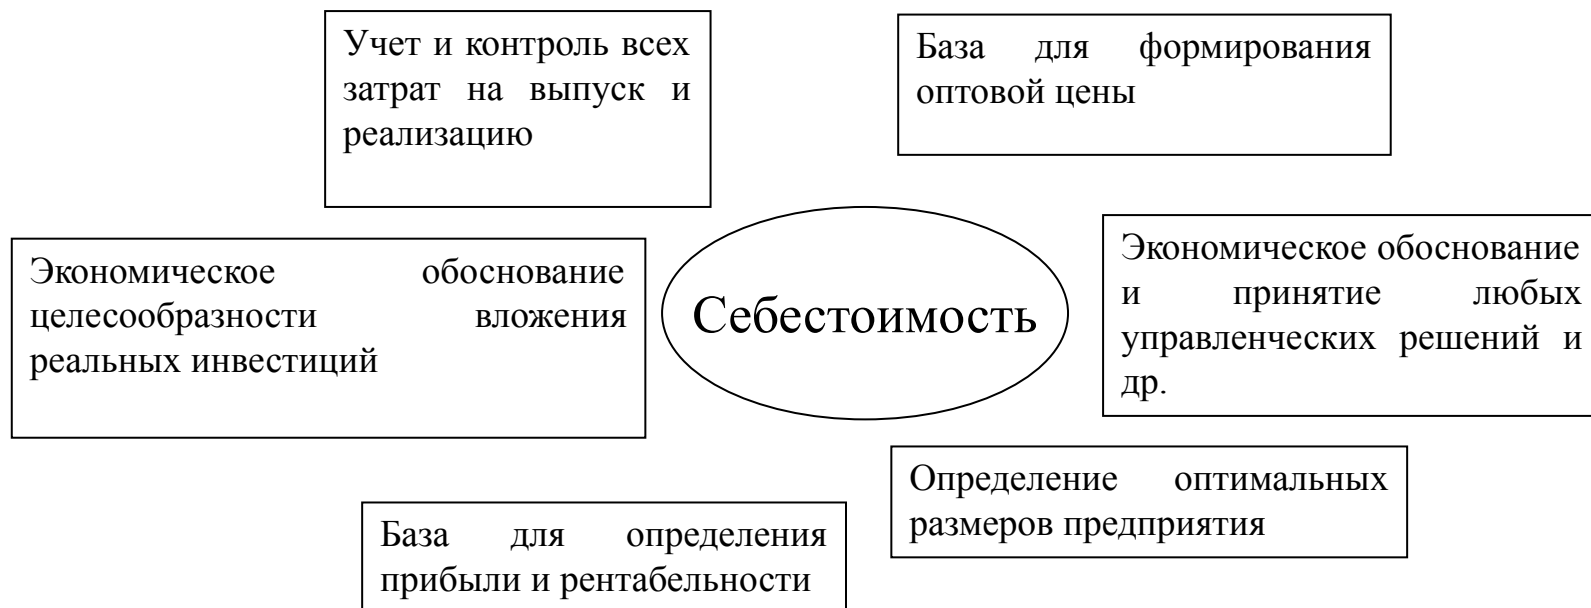 Учет и контроль всех
затрат на выпуск и
реализацию
База для формирования
оптовой цены
Экономическое обоснование
целесообразности вложения
реальных инвестиций
Себестоимость
Экономическое обоснование
и принятие любых
управленческих решений и
др.
Определение оптимальных
размеров предприятия
База для определения
прибыли и рентабельности